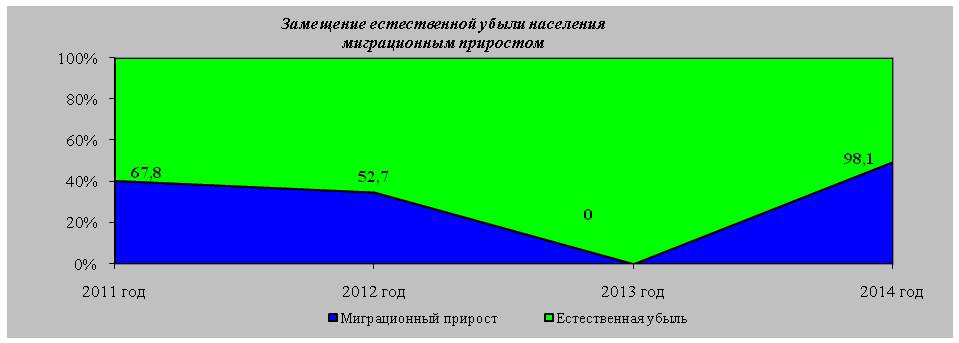 Замещение естественной убыли населения
миграционным приростом
100%
80%
60%
40%
20%
0%
67,8
52,7
0
98,1
2011 год
2012 год
2013 год
2014 год
Миграционный прирост
Естественная убыль